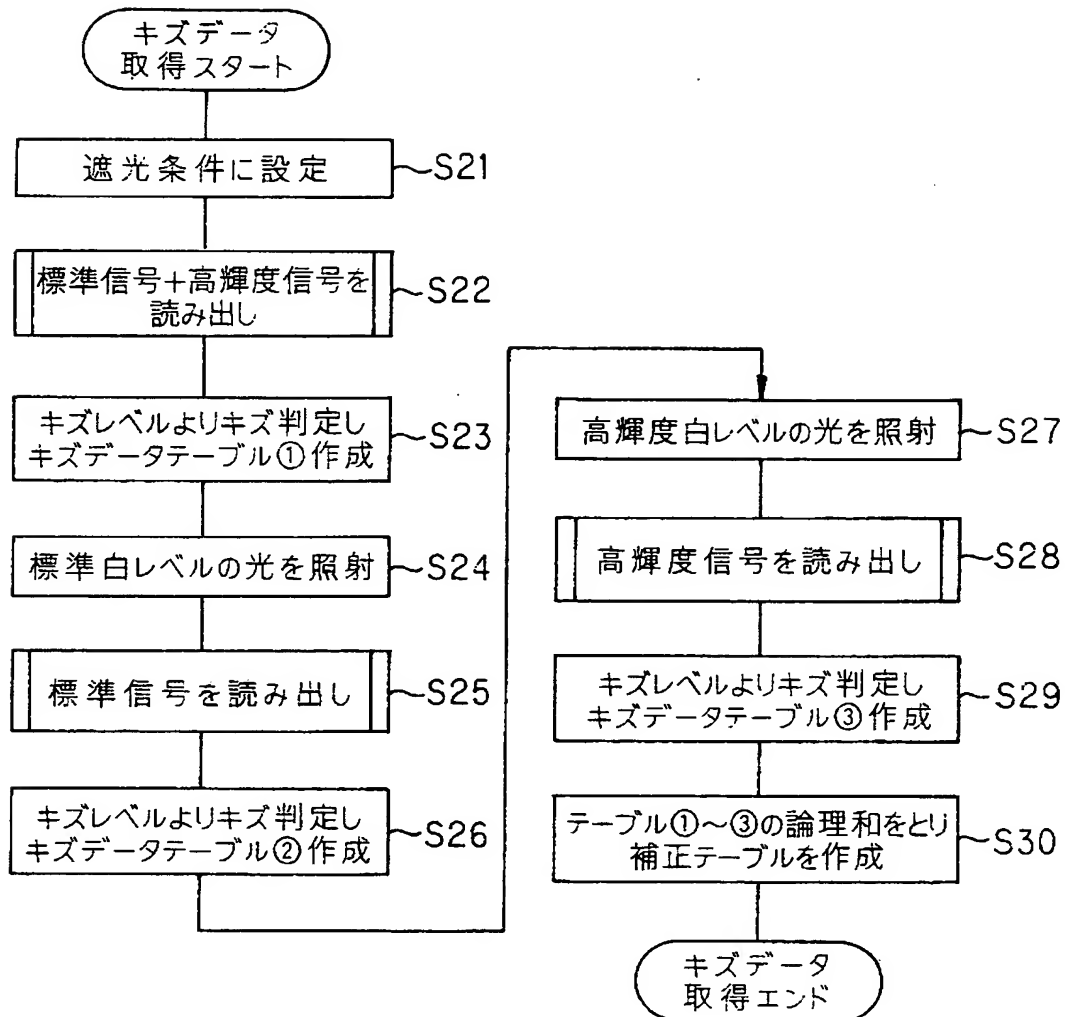 キズデータ
取得スタート
遮光条件に設定
S21
標準信号+高輝度信号を
読み出し
S22
キズレベルよりキズ判定し
キズデータテーブル①作成
S23
標準白レベルの光を照射
S24
標準信号を読み出し
S25
キズレベルよりキズ判定し
キズデータテーブル②作成
S26
高輝度白レベルの光を照射
S27
高輝度信号を読み出し
S28
キズレベルよりキズ判定し
キズデータテーブル③作成
S29
テーブル①~③の論理和をとり
補正テーブルを作成
S30
キズデータ
取得エンド